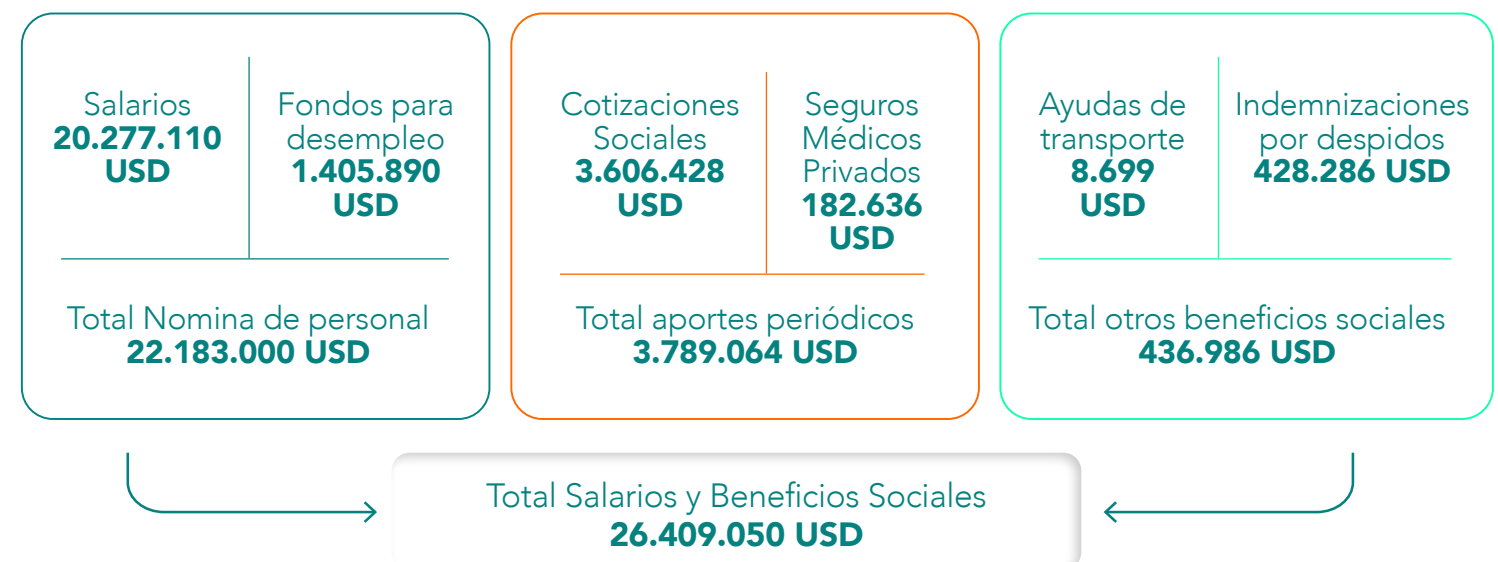 Salarios
20.277.110
USD
Fondos para
desempleo
1.405.890
USD
Total Nomina de personal
22.183.000 USD
Cotizaciones
Sociales
3.606.428
USD
Seguros
Médicos
Privados
182.636
USD
Total aportes periódicos
3.789.064 USD
Ayudas de
transporte
8.699
USD
Indemnizaciones
por despidos
428.286 USD
Total otros beneficios sociales
436.986 USD
Total Salarios y Beneficios Sociales
26.409.050 USD